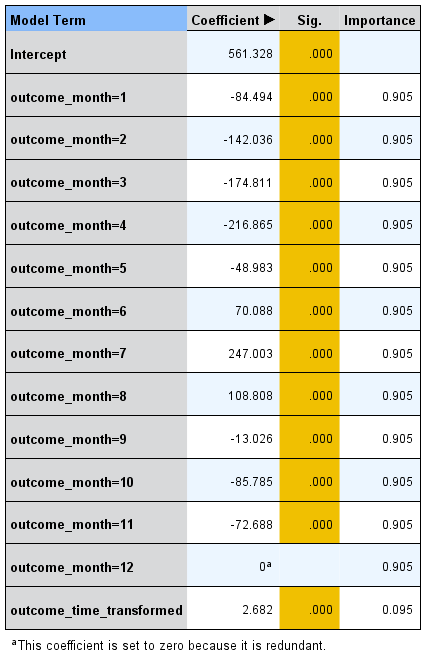 Model Term Coefficient ▶ Sig. Importance
Intercept 561.328 .000
outcome_month=1 -84.494 .000 0.905
outcome_month=2 -142.036 .000 0.905
outcome_month=3 -174.811 .000 0.905
outcome_month=4 -216.865 .000 0.905
outcome_month=5 -48.983 .000 0.905
outcome_month=6 70.088 .000 0.905
outcome_month=7 247.003 .000 0.905
outcome_month=8 108.808 .000 0.905
outcome_month=9 -13.026 .000 0.905
outcome_month=10 -85.785 .000 0.905
outcome_month=11 -72.688 .000 0.905
outcome_month=12 0ª 0.905
outcome_time_transformed 2.682 .000 0.095
ªThis coefficient is set to zero because it is redundant.